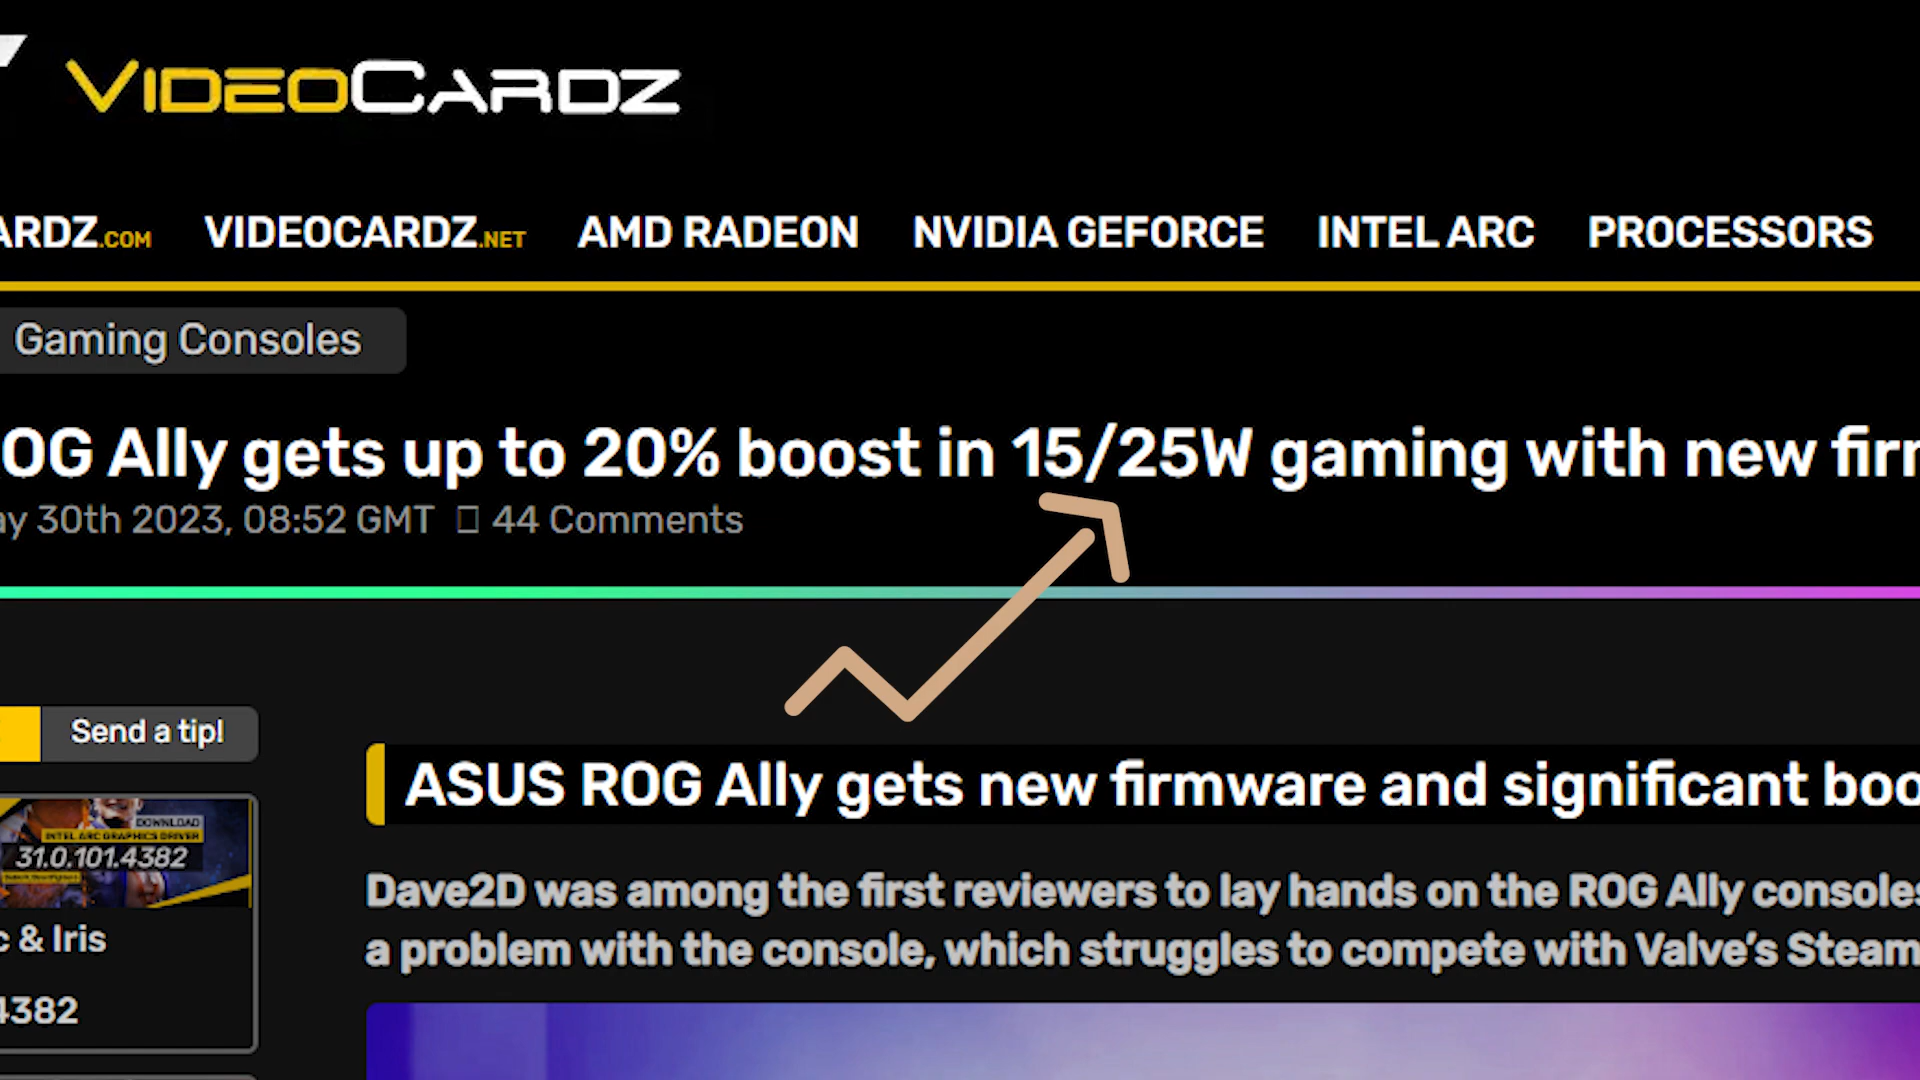 VIDEOCARDZ
ARDZ.COM VIDEOCARDZ.NET AMD RADEON NVIDIA GEFORCE INTEL ARC PROCESSORS
Gaming Consoles
OG Ally gets up to 20% boost in 15/25W gaming with new firm
ay 30th 2023, 08:52 GMT 44 Comments
Send a tip!
ASUS ROG Ally gets new firmware and significant boo
DOWNLOAD
INTEL ARC GRAPHICS DRIVER
31.0.101.4382
Dave2D was among the first reviewers to lay hands on the ROG Ally consoles
c & Iris
a problem with the console, which struggles to compete with Valve's Steam
4382